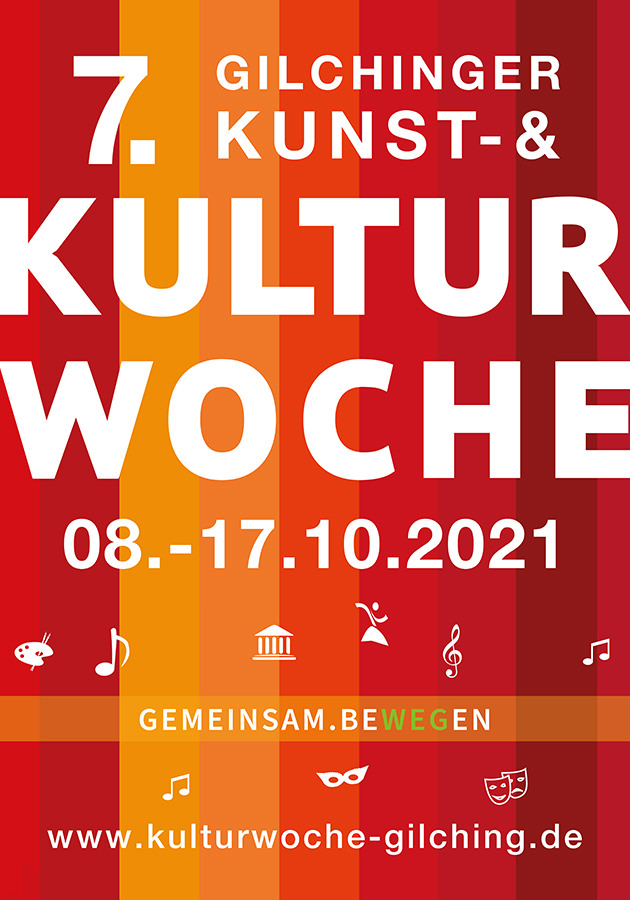 7. GILCHINGER
KUNST-&
KULTUR
WOCHE
08.-17.10.2021
GEMEINSAM.BEWEGEN
www.kulturwoche-gilching.de